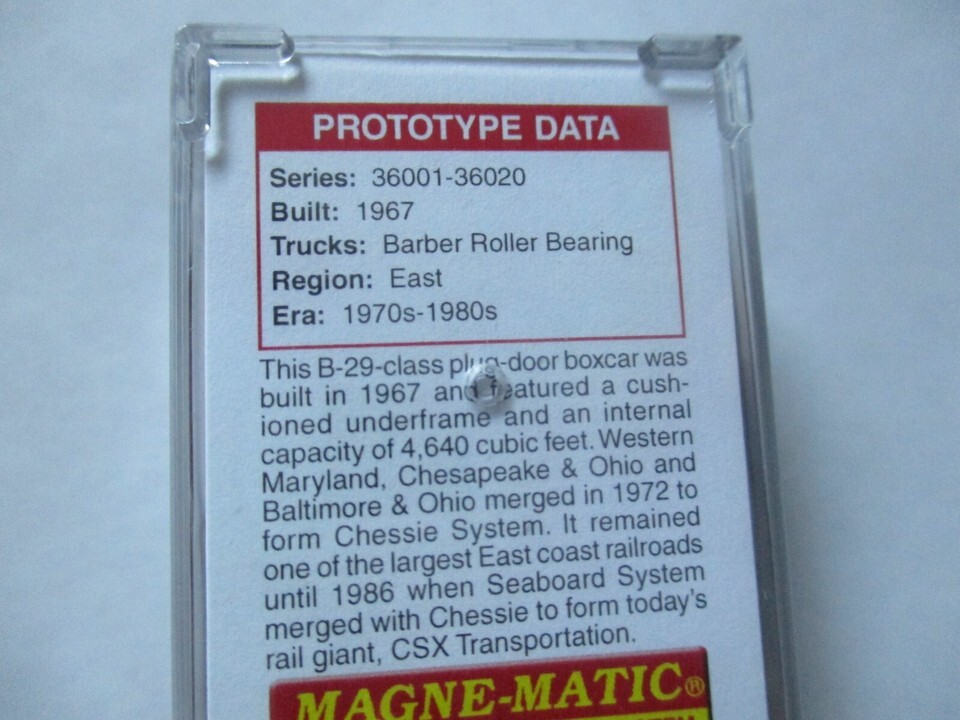 PROTOTYPE DATA
Series: 36001-36020
Built: 1967
Trucks: Barber Roller Bearing
Region: East
Era: 1970s-1980s
This B-29-class plug-door boxcar was
built in 1967 and featured a cush-
ioned underframe and an internal
capacity of 4,640 cubic feet. Western
Maryland, Chesapeake & Ohio and
Baltimore & Ohio merged in 1972 to
form Chessie System. It remained
one of the largest East coast railroads
until 1986 when Seaboard System
merged with Chessie to form today's
rail giant, CSX Transportation.
MAGNE-MATIC®